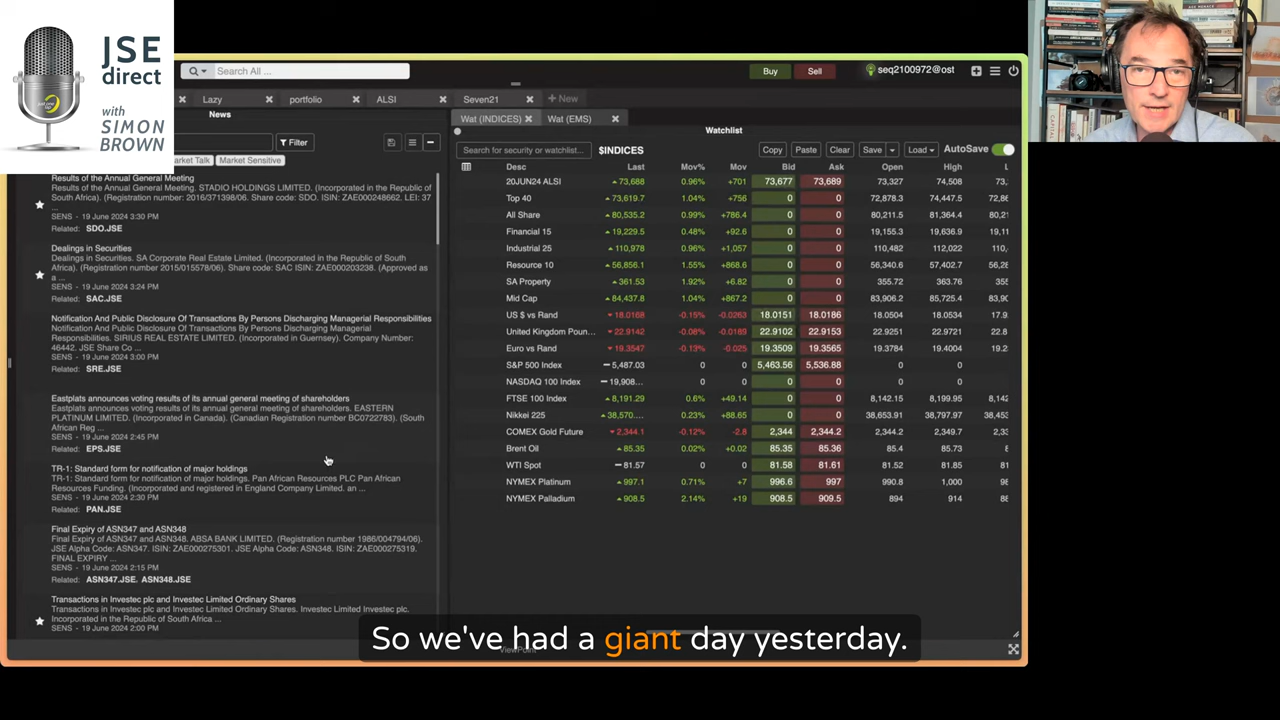 JSE
direct
with
SIMON
BROWN
just one lap
Search All ...
Buy
Sell
seq2100972@ost
Lazy
portfolio
ALSI
Seven21
New
News
Filter
arket Talk
Market Sensitive
Results of the Annual General Meeting
Results of the Annual General Meeting. STADIO HOLDINGS LIMITED. (Incorporated in the Republic of
South Africa). (Registration number: 2016/371398/06. Share code: SDO. ISIN: ZAE000248662. LEI: 37
...
SENS - 19 June 2024 3:30 PM
Related: SDO.JSE
Dealings in Securities
Dealings in Securities. SA Corporate Real Estate Limited. (Incorporated in the Republic of South
Africa). (Registration number 2015/015578/06). Share code: SAC ISIN: ZAE000203238. (Approved as
a ...
SENS - 19 June 2024 3:24 PM
Related: SAC.JSE
Notification And Public Disclosure Of Transactions By Persons Discharging Managerial Responsibilities
Notification And Public Disclosure Of Transactions By Persons Discharging Managerial
Responsibilities. SIRIUS REAL ESTATE LIMITED. (Incorporated in Guernsey). Company Number:
46442. JSE Share Co ...
SENS - 19 June 2024 3:00 PM
Related: SRE.JSE
Eastplats announces voting results of its annual general meeting of shareholders
Eastplats announces voting results of its annual general meeting of shareholders. EASTERN
PLATINUM LIMITED. (Incorporated in Canada). (Canadian Registration number BC0722783). (South
African Reg ...
SENS - 19 June 2024 2:45 PM
Related: EPS.JSE
TR-1: Standard form for notification of major holdings
TR-1: Standard form for notification of major holdings. Pan African Resources PLC Pan African
Resources Funding. (Incorporated and registered in England Company Limited. an ...
SENS - 19 June 2024 2:30 PM
Related: PAN.JSE
Final Expiry of ASN347 and ASN348
Final Expiry of ASN347 and ASN348. ABSA BANK LIMITED. (Registration number 1986/004794/06).
JSE Alpha Code: ASN347. ISIN: ZAE000275301. JSE Alpha Code: ASN348. ISIN: ZAE000275319.
FINAL EXPIRY ...
SENS - 19 June 2024 2:15 PM
Related: ASN347.JSE, ASN348.JSE
Transactions in Investec plc and Investec Limited Ordinary Shares
Transactions in Investec plc and Investec Limited Ordinary Shares. Investec Limited Investec plc.
Incorporated in the Republic of South Africa ...
SENS - 19 June 2024 2:00 PM
Wat (INDICES)
Wat (EMS)
Watchlist
Search for security or watchlist...
$INDICES
Copy
Paste
Clear
Save
Load
AutoSave
Desc Last Mov% Mov Bid Ask Open High L
20JUN24 ALSI 73,688 0.96% +701 73,677 73,689 73,327 74,508 73,
Top 40 73,619.7 1.04% +756 0 0 72,878.3 74,447.5 72,8
All Share 80,535.2 0.99% +786.4 0 0 80,211.5 81,364.4 80,2
Financial 15 19,229.5 0.48% +92.6 0 0 19,155.3 19,339.6 19,1
Industrial 25 110,978 0.96% +1,057 0 0 110,482 112,022 110,
Resource 10 56,856.1 1.55% +868.6 0 0 56,340.6 57,402.7 56,2
SA Property 361.53 1.92% +6.82 0 0 355.72 363.76 355
Mid Cap 84,437.8 1.04% +867.2 0 0 83,906.2 85,725.4 83,9
US $ vs Rand 18.0168 -0.15% -0.0263 18.0151 18.0186 18.0504 18.0534 17.9
United Kingdom Poun... 22.9142 -0.08% -0.0189 22.9102 22.9153 22.9251 22.9471 22.8
Euro vs Rand 19.3547 -0.13% -0.025 19.3509 19.3565 19.3784 19.4004 19.3
S&P 500 Index 5,487.03 0 0 5,463.56 5,536.88 0 0
NASDAQ 100 Index 19,908... 0 0 0 0 0 0
FTSE 100 Index 8,191.29 0.6% +49.14 0 0 8,142.15 8,199.95 8,14
Nikkei 225 38,570.... 0.23% +88.65 0 0 38,653.91 38,797.97 38,45
COMEX Gold Future 2,344.1 -0.12% -2.8 2,344 2,344.2 2,344.2 2,349.7 2,3
Brent Oil 85.35 0.02% +0.02 85.35 85.36 85.4 85.73 85
WTI Spot 81.57 0 0 81.58 81.61 81.52 81.85 81
NYMEX Platinum 997.1 0.71% +7 996.6 997 990.8 1,000 98
NYMEX Palladium 908.5 2.14% +19 908.5 909.5 894 914 88
So we've had a giant day yesterday.